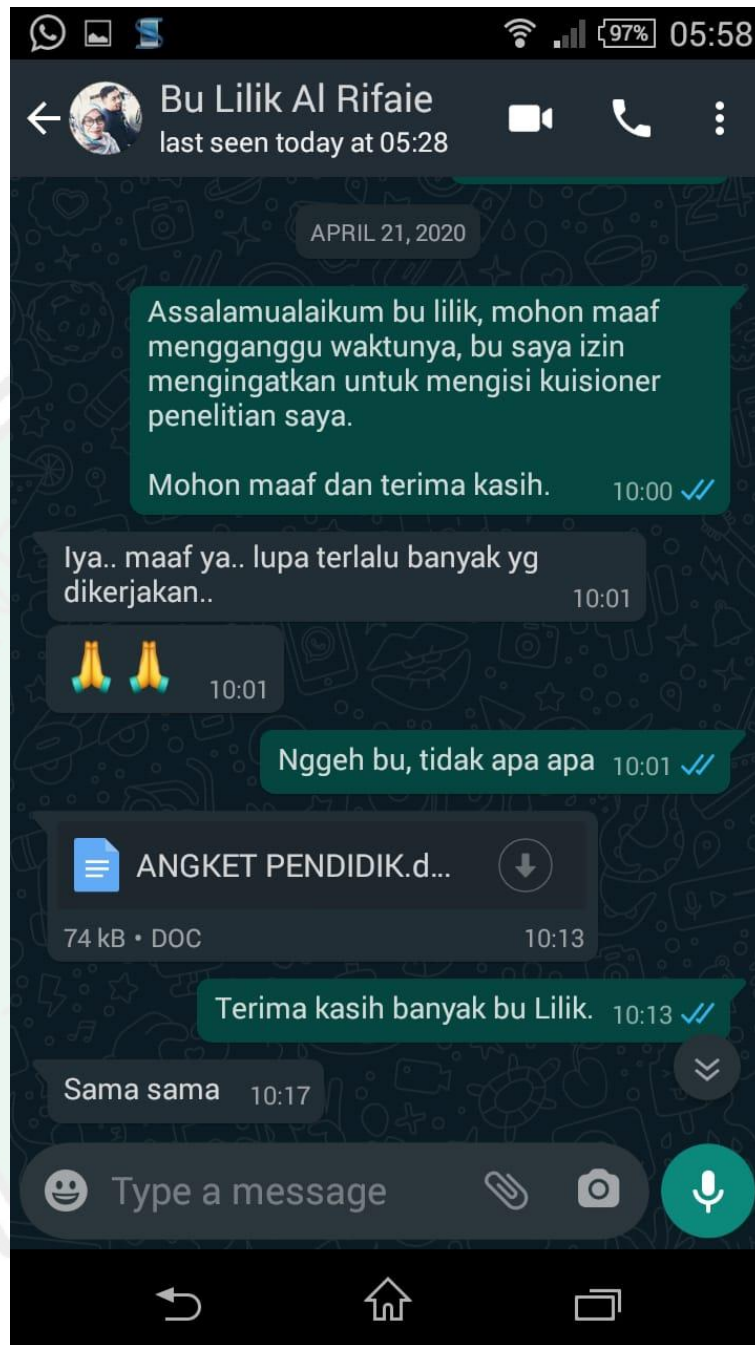 97% 05:58
Bu Lilik Al Rifaie
last seen today at 05:28
APRIL 21, 2020
Assalamualaikum bu lilik, mohon maaf
mengganggu waktunya, bu saya izin
mengingatkan untuk mengisi kuisioner
penelitian saya.
Mohon maaf dan terima kasih. 10:00
Iya.. maaf ya.. lupa terlalu banyak yg
dikerjakan.. 10:01
🙏🙏 10:01
Nggeh bu, tidak apa apa 10:01
ANGKET PENDIDIK.d...
74 kB • DOC 10:13
Terima kasih banyak bu Lilik. 10:13
Sama sama 10:17
Type a message